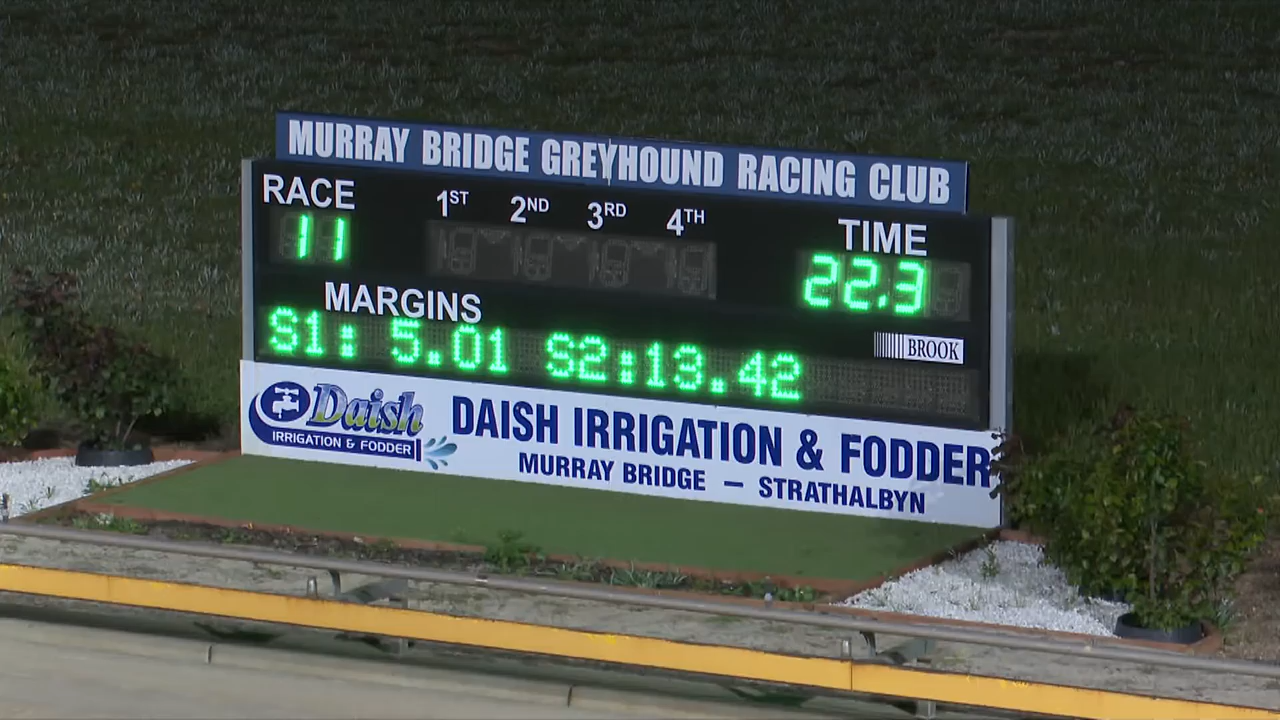 MURRAY BRIDGE GREYHOUND RACING CLUB
RACE 1ST 2ND 3RD 4TH TIME
11 22.3
MARGINS
S1: 5.01 S2:13.42
BROOK
Daish
IRRIGATION & FODDER
DAISH IRRIGATION & FODDER
MURRAY BRIDGE — STRATHALBYN